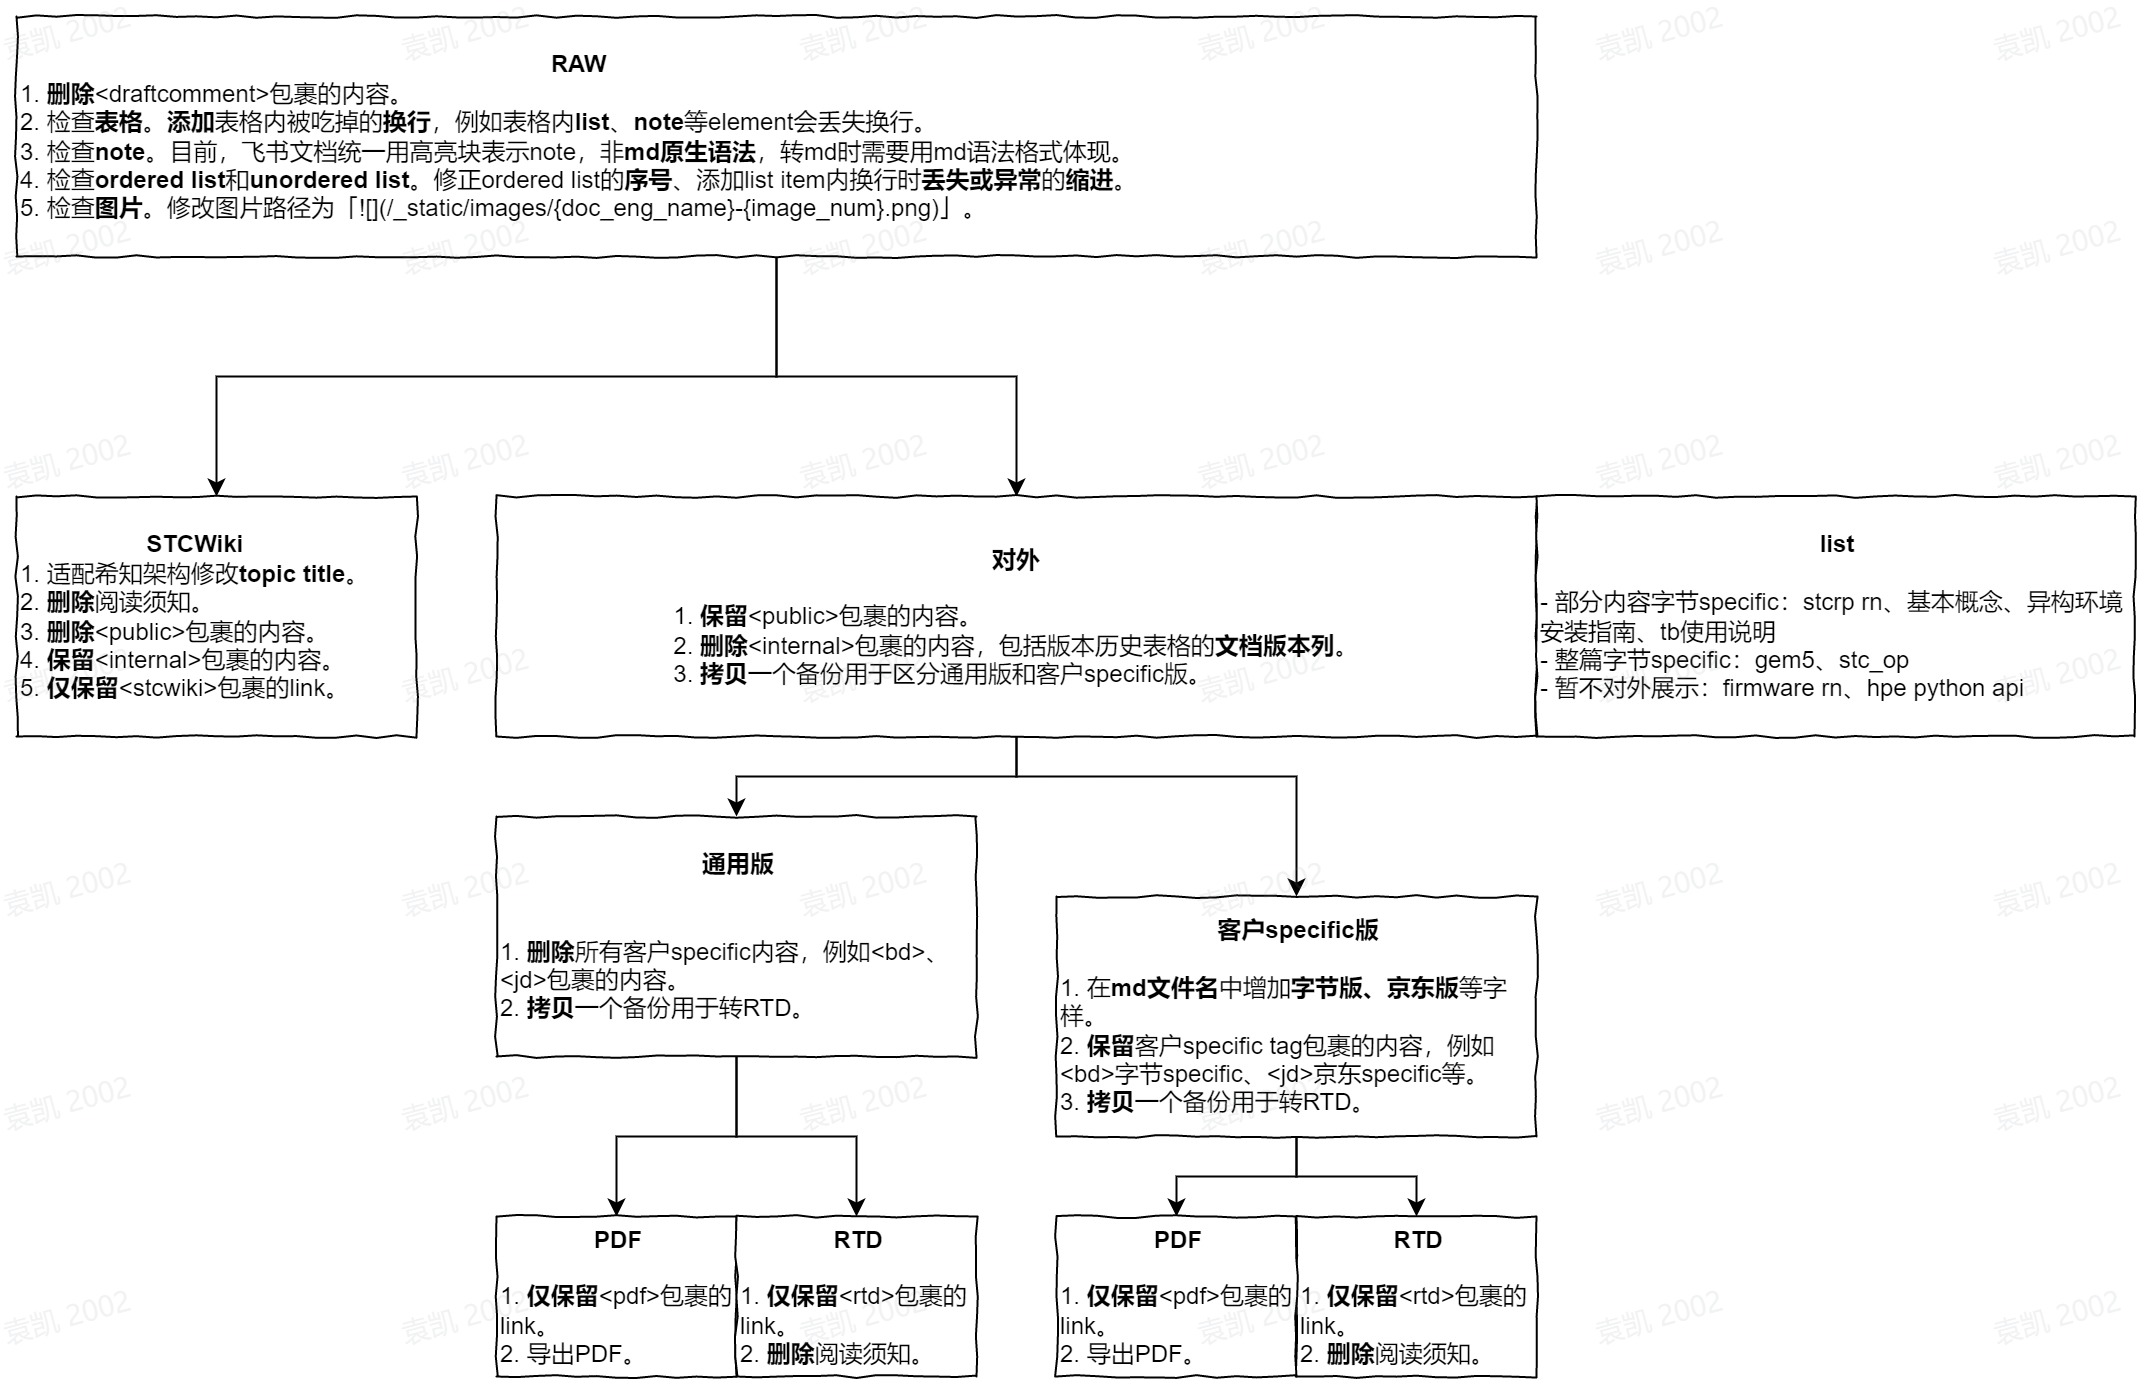 RAW
1. 删除<draftcomment>包裹的内容。
2. 检查表格。添加表格内被吃掉的换行，例如表格内list、note等element会丢失换行。
3. 检查note。目前，飞书文档统一用高亮块表示note，非md原生语法，转md时需要用md语法格式体现。
4. 检查ordered list和unordered list。修正ordered list的序号、添加list item内换行时丢失或异常的缩进。
5. 检查图片。修改图片路径为「![](/_static/images/{doc_eng_name}-{image_num}.png)」。
STCWiki
1. 适配希知架构修改topic title。
2. 删除阅读须知。
3. 删除<public>包裹的内容。
4. 保留<internal>包裹的内容。
5. 仅保留<stcwiki>包裹的link。
对外
1. 保留<public>包裹的内容。
2. 删除<internal>包裹的内容，包括版本历史表格的文档版本列。
3. 拷贝一个备份用于区分通用版和客户specific版。
list
- 部分内容字节specific：stcrp rn、基本概念、异构环境
安装指南、tb使用说明
- 整篇字节specific：gem5、stc_op
- 暂不对外展示：firmware rn、hpe python api
通用版
1. 删除所有客户specific内容，例如<bd>、
<jd>包裹的内容。
2. 拷贝一个备份用于转RTD。
客户specific版
1. 在md文件名中增加字节版、京东版等字
样。
2. 保留客户specific tag包裹的内容，例如
<bd>字节specific、<jd>京东specific等。
3. 拷贝一个备份用于转RTD。
PDF
1. 仅保留<pdf>包裹的
link。
2. 导出PDF。
RTD
1. 仅保留<rtd>包裹的
link。
2. 删除阅读须知。
PDF
1. 仅保留<pdf>包裹的
link。
2. 导出PDF。
RTD
1. 仅保留<rtd>包裹的
link。
2. 删除阅读须知。
袁凯 2002